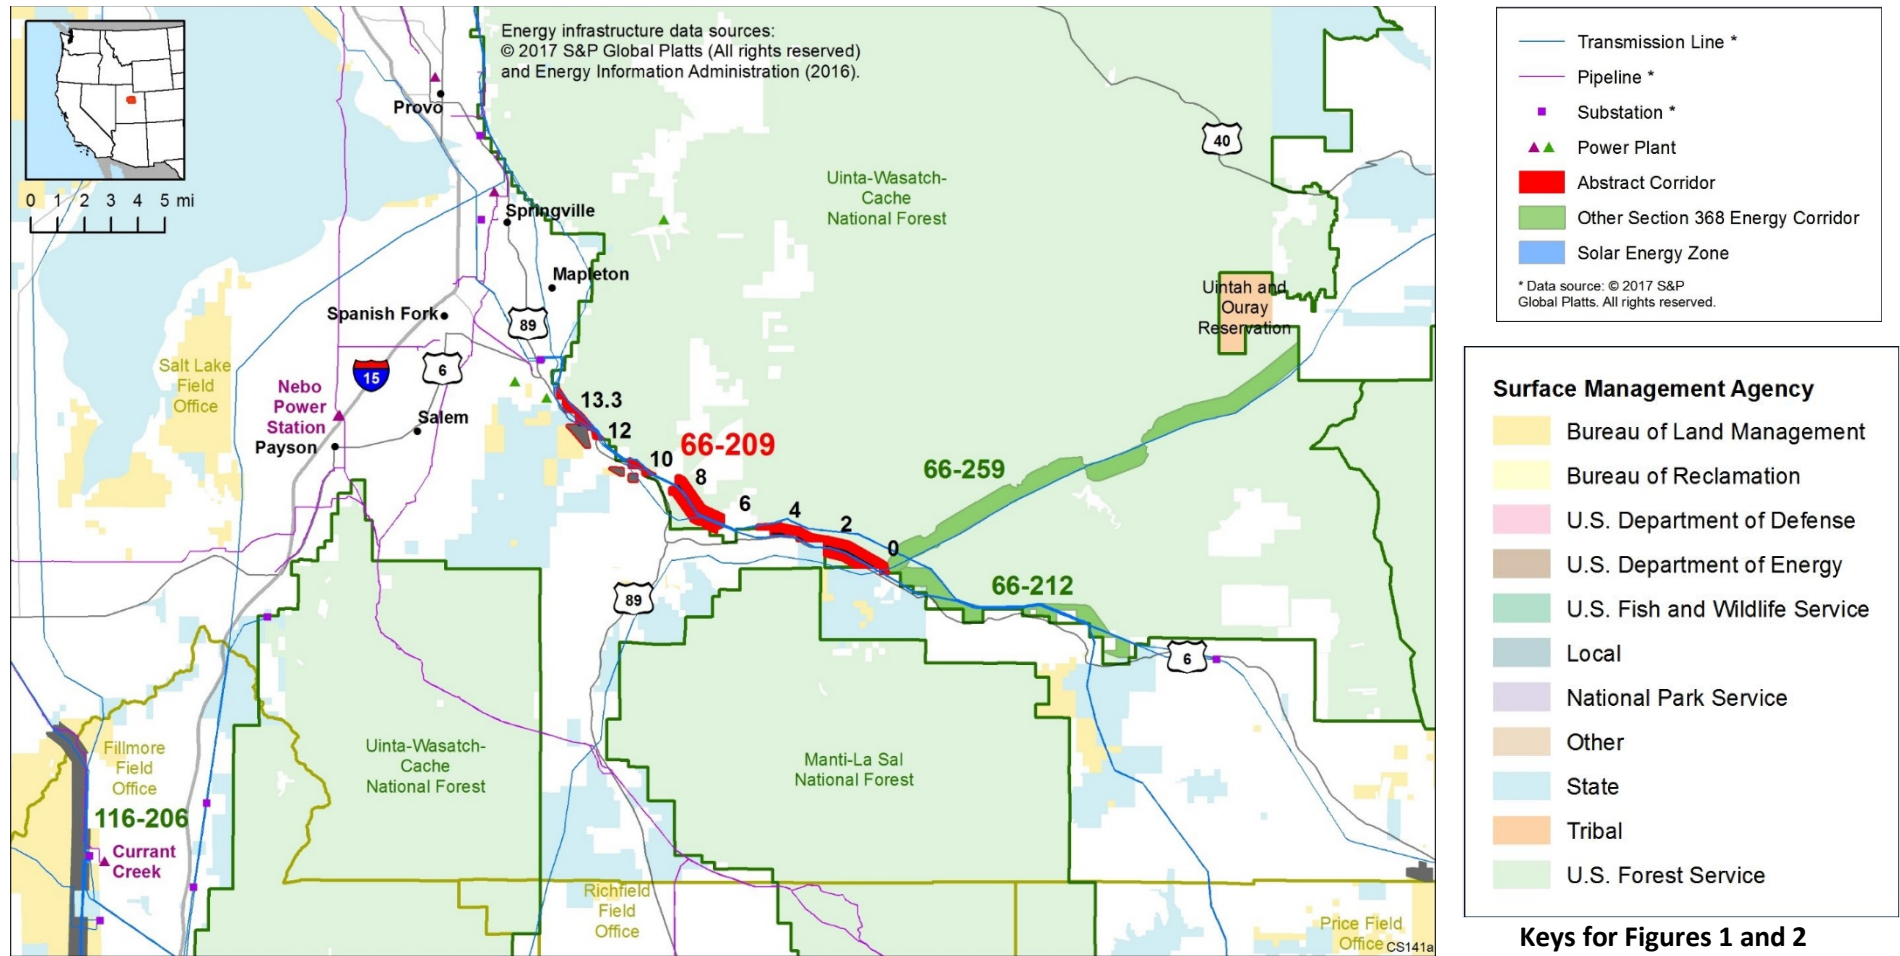 Energy infrastructure data sources:
© 2017 S&P Global Platts (All rights reserved)
and Energy Information Administration (2016).
0 1 2 3 4 5 mi
Provo
Springville
Mapleton
Spanish Fork
89
6
15
Salt Lake
Field
Office
Nebo
Power
Station
Payson
Salem
Uinta-Wasatch-
Cache
National Forest
40
Uintah and
Ouray
Reservation
13.3
12
10
8
6
4
2
0
66-209
66-259
66-212
89
6
Fillmore
Field
Office
116-206
Currant
Creek
Uinta-Wasatch-
Cache
National Forest
Manti-La Sal
National Forest
Richfield
Field
Office
Price Field
Office
CS141a
Transmission Line *
Pipeline *
Substation *
Power Plant
Abstract Corridor
Other Section 368 Energy Corridor
Solar Energy Zone
* Data source: © 2017 S&P
Global Platts. All rights reserved.
Surface Management Agency
Bureau of Land Management
Bureau of Reclamation
U.S. Department of Defense
U.S. Department of Energy
U.S. Fish and Wildlife Service
Local
National Park Service
Other
State
Tribal
U.S. Forest Service
Keys for Figures 1 and 2